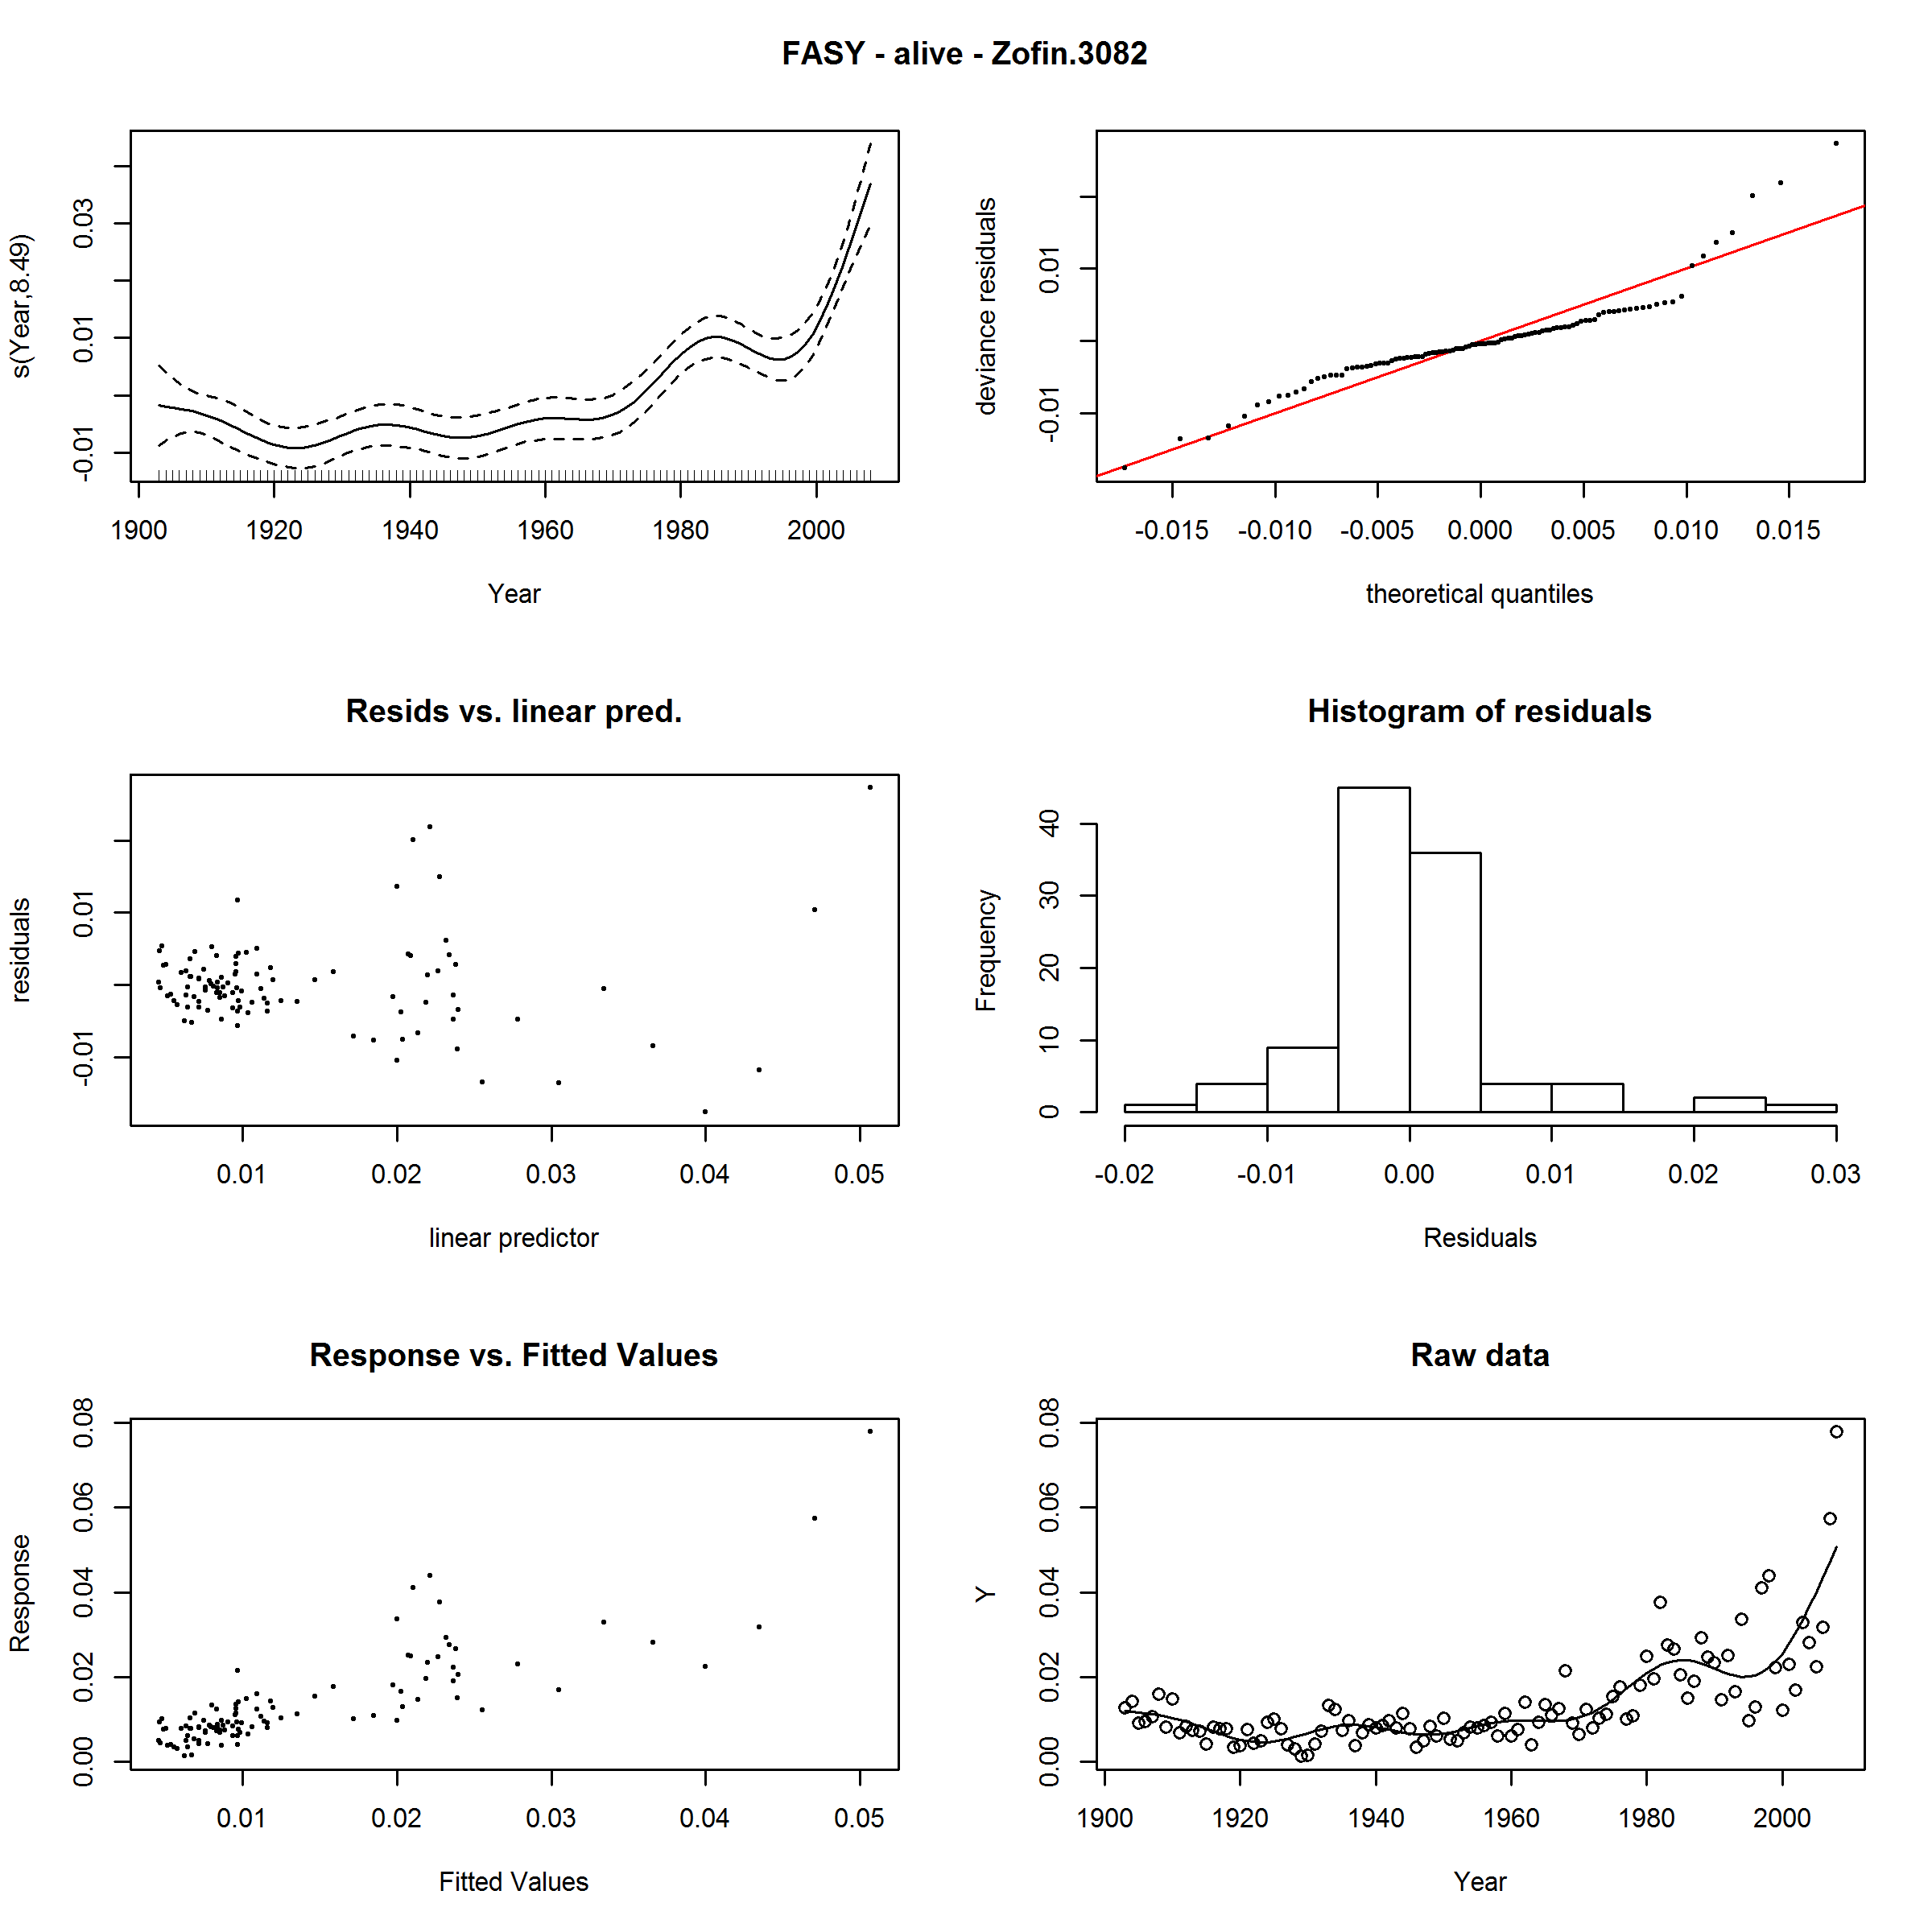 FASY - alive - Zofin.3082
s(Year,8.49)
-0.01 0.01 0.03
1900 1920 1940 1960 1980 2000
Year
deviance residuals
-0.01 0.01
-0.015 -0.010 -0.005 0.000 0.005 0.010 0.015
theoretical quantiles
Resids vs. linear pred.
residuals
-0.01 0.01
0.01 0.02 0.03 0.04 0.05
linear predictor
Histogram of residuals
Frequency
0 10 20 30 40
-0.02 -0.01 0.00 0.01 0.02 0.03
Residuals
Response vs. Fitted Values
Response
0.00 0.02 0.04 0.06 0.08
0.01 0.02 0.03 0.04 0.05
Fitted Values
Raw data
Y
0.00 0.02 0.04 0.06 0.08
1900 1920 1940 1960 1980 2000
Year